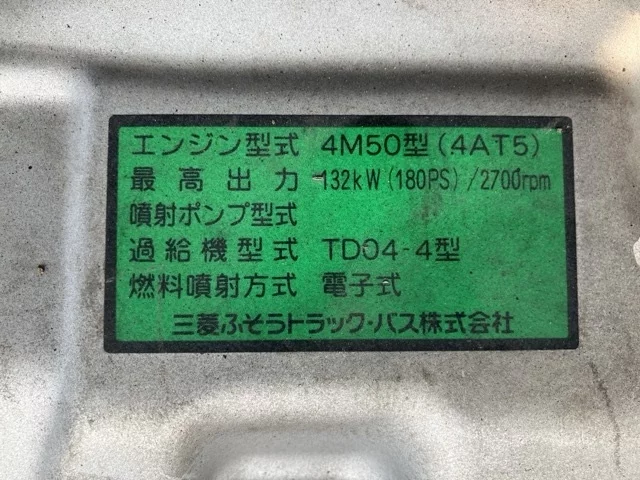 エンジン型式 4M50型(4AT5)
最高出力 132kW(180PS)/2700rpm
噴射ポンプ型式
過給機型式 TD04-4型
燃料噴射方式 電子式
三菱ふそうトラック・バス株式会社